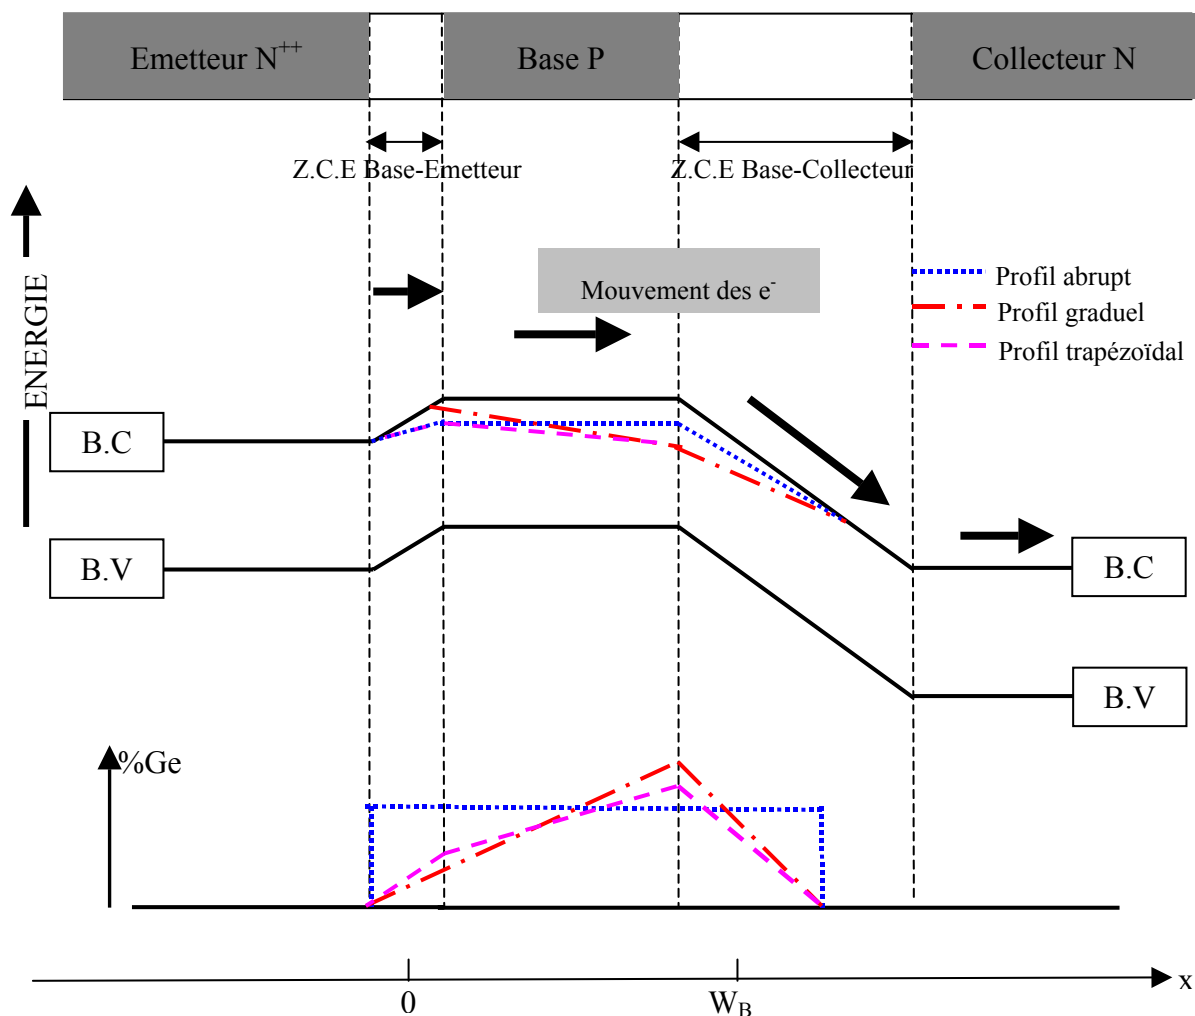 Emetteur N++ Base P Collecteur N
Z.C.E Base-Emetteur Z.C.E Base-Collecteur
ENERGIE
Mouvement des e-
Profil abrupt
Profil graduel
Profil trapézoïdal
B.C
B.V
B.C
B.V
%Ge
0 WB x